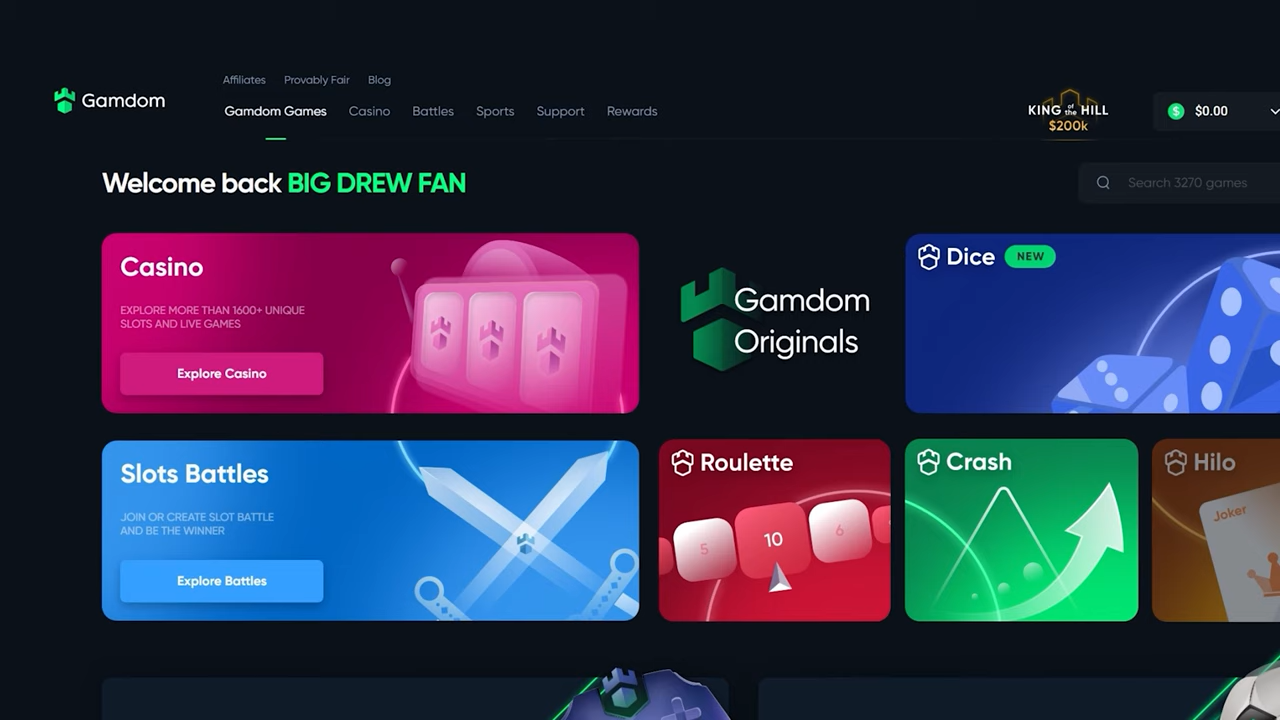 Affiliates Provably Fair Blog
Gamdom
Gamdom Games Casino Battles Sports Support Rewards
KING of the HILL
$200k
$ $0.00
Welcome back BIG DREW FAN
Search 3270 games
Casino
EXPLORE MORE THAN 1600+ UNIQUE
SLOTS AND LIVE GAMES
Explore Casino
Gamdom
Originals
Dice NEW
Slots Battles
JOIN OR CREATE SLOT BATTLE
AND BE THE WINNER
Explore Battles
Roulette
5 10 6
Crash
Hilo
Joker